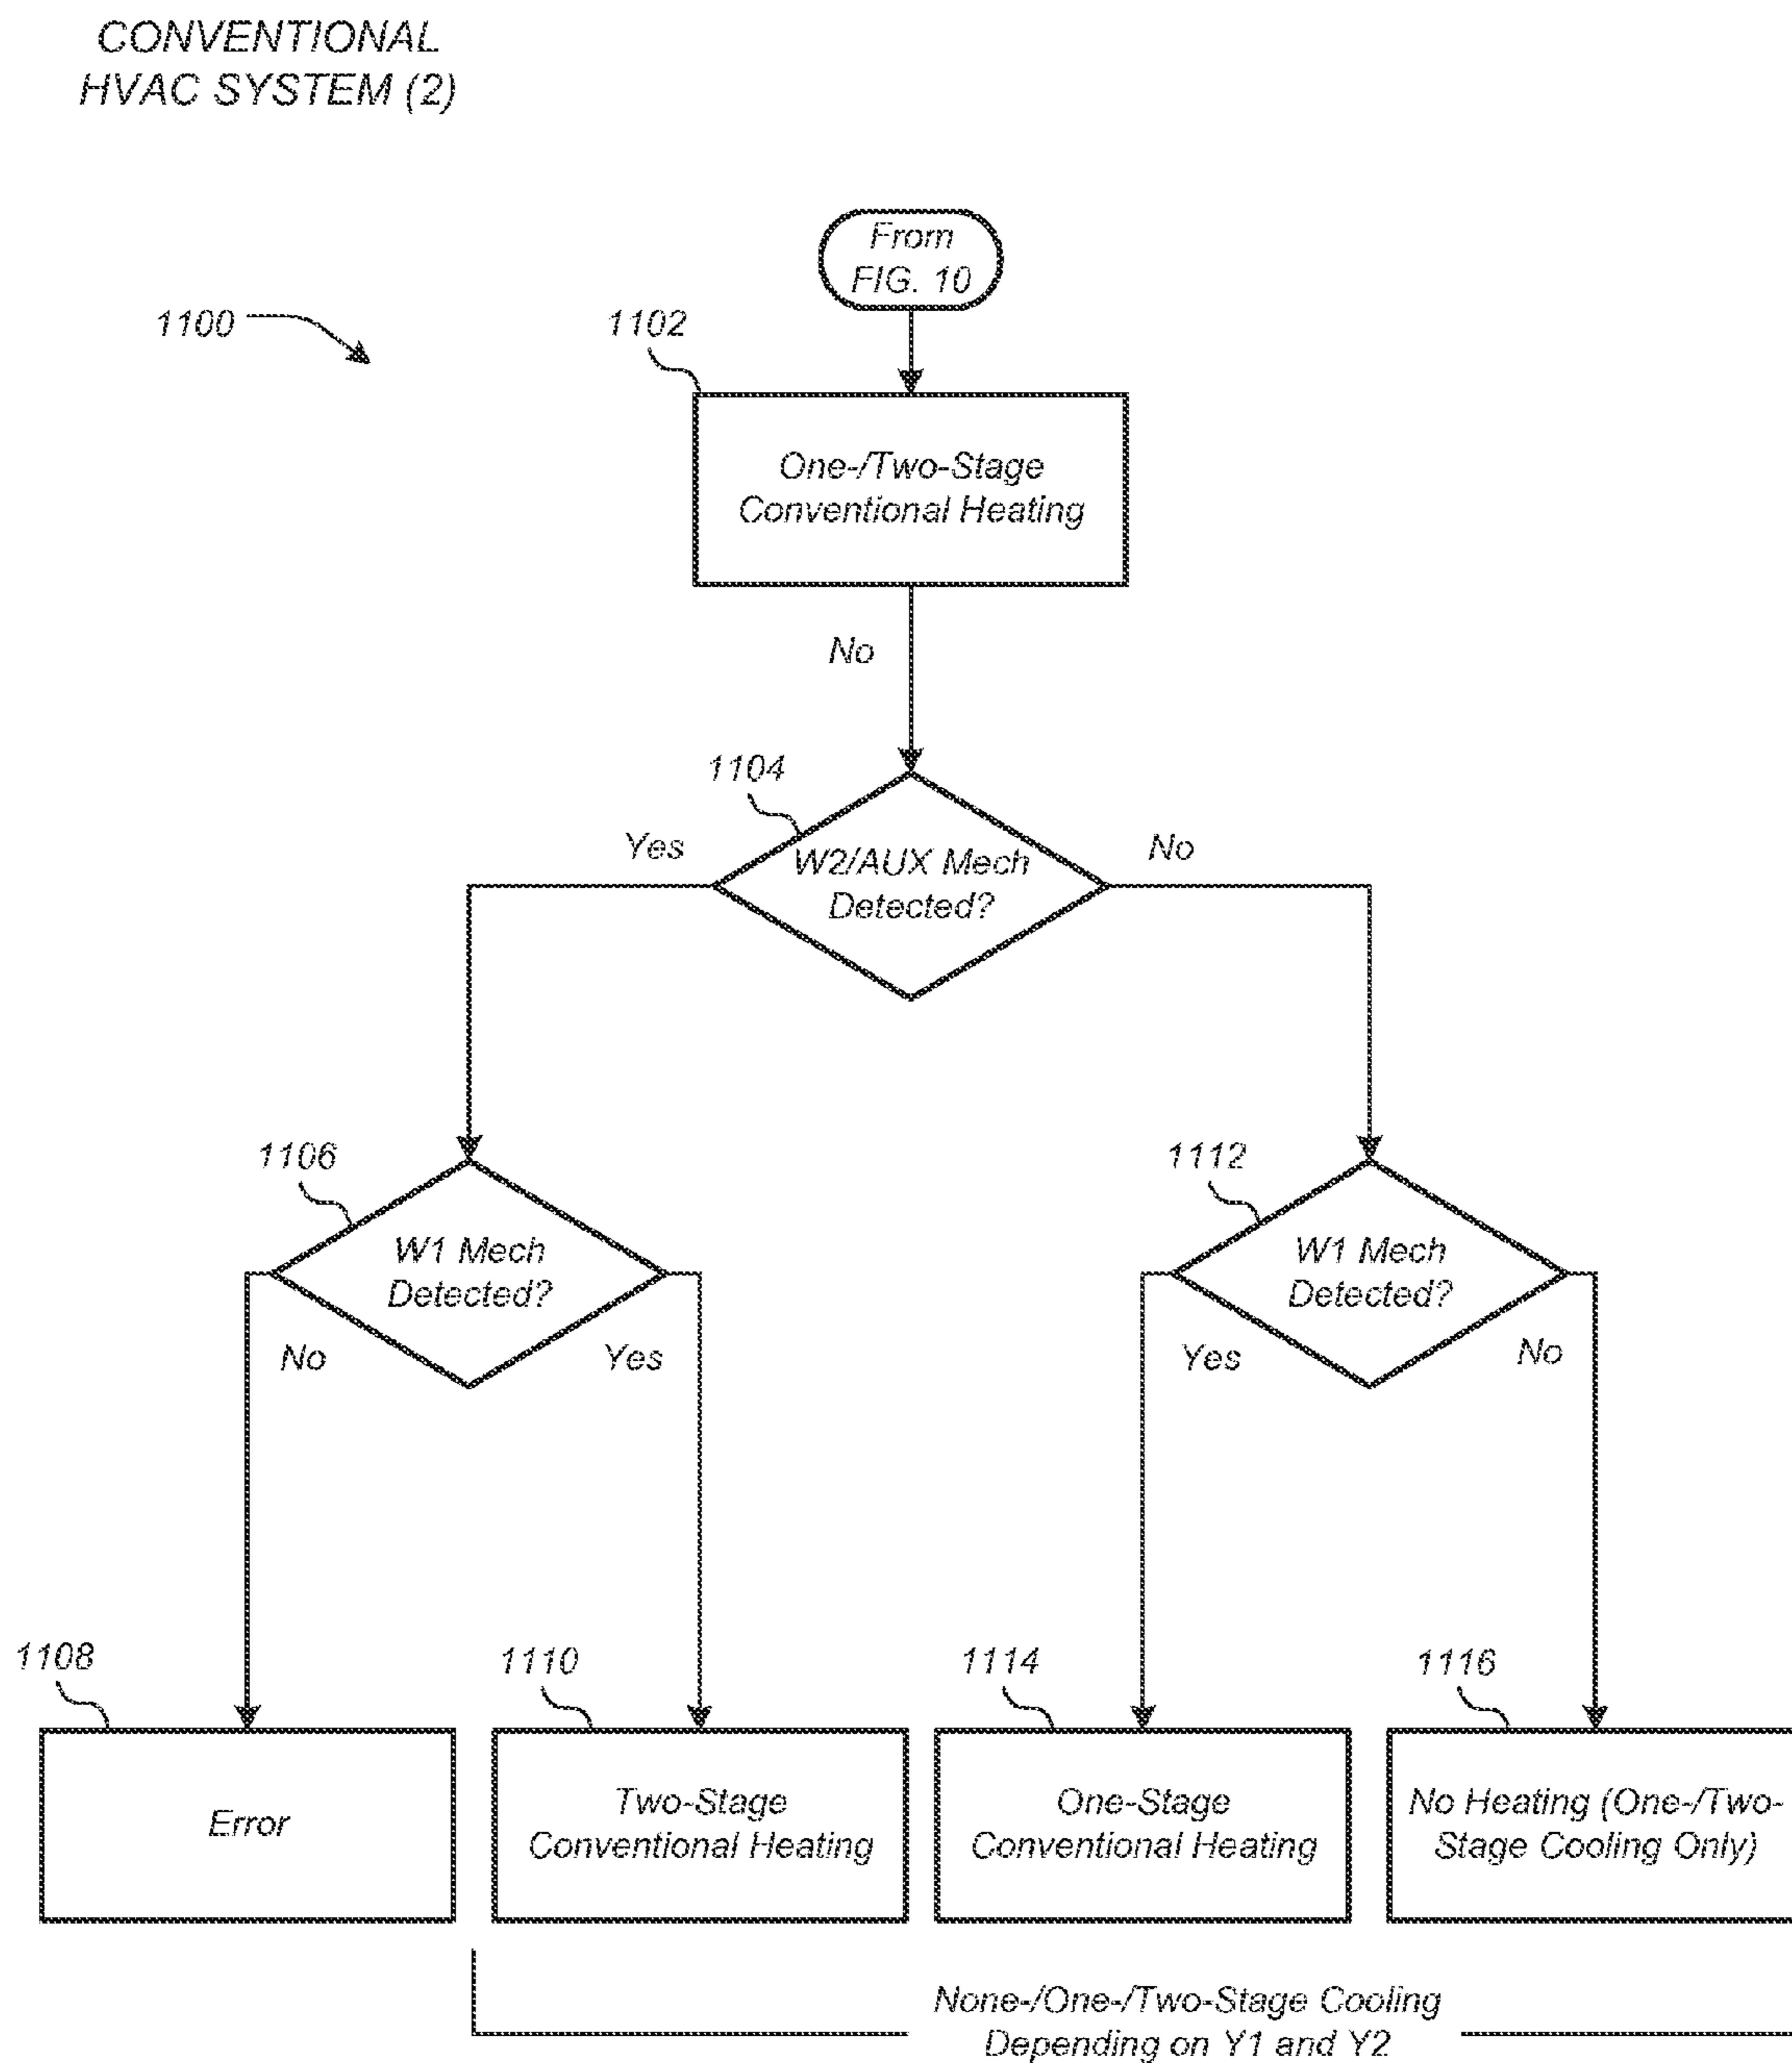 CONVENTIONAL
HVAC SYSTEM (2)
From
FIG. 10
1100
1102
One-/Two-Stage
Conventional Heating
No
1104
Yes
W2/AUX Mech
Detected?
No
1106
W1 Mech
Detected?
No
Yes
1112
W1 Mech
Detected?
Yes
No
1108
Error
1110
Two-Stage
Conventional Heating
1114
One-Stage
Conventional Heating
1116
No Heating (One-/Two-
Stage Cooling Only)
None-/One-/Two-Stage Cooling
Depending on Y1 and Y2